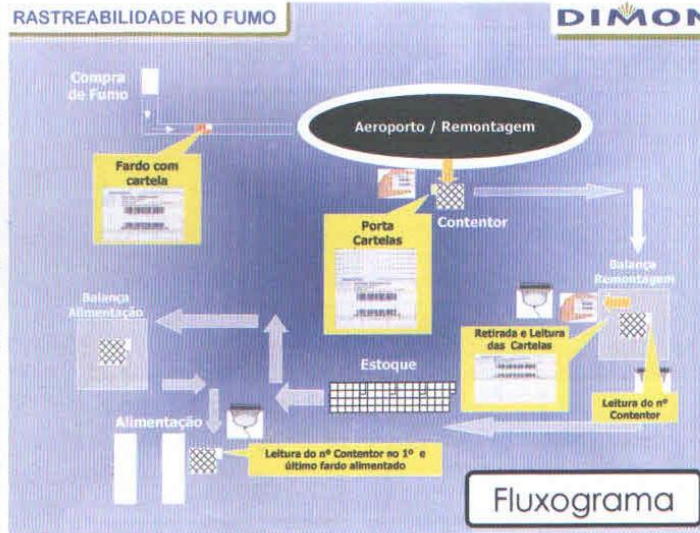 RASTREABILIDADE NO FUMO
DIMON
Compra
de Fumo
Aeroporto / Remontagem
Fardo com
cartela
Porta
Cartelas
Contentor
Balança
Remontagem
Balança
Alimentação
Retirada e Leitura
das Cartelas
Estoque
Leitura do nº
Contentor
Alimentação
Leitura do nº Contentor no 1º e
último fardo alimentado
Fluxograma